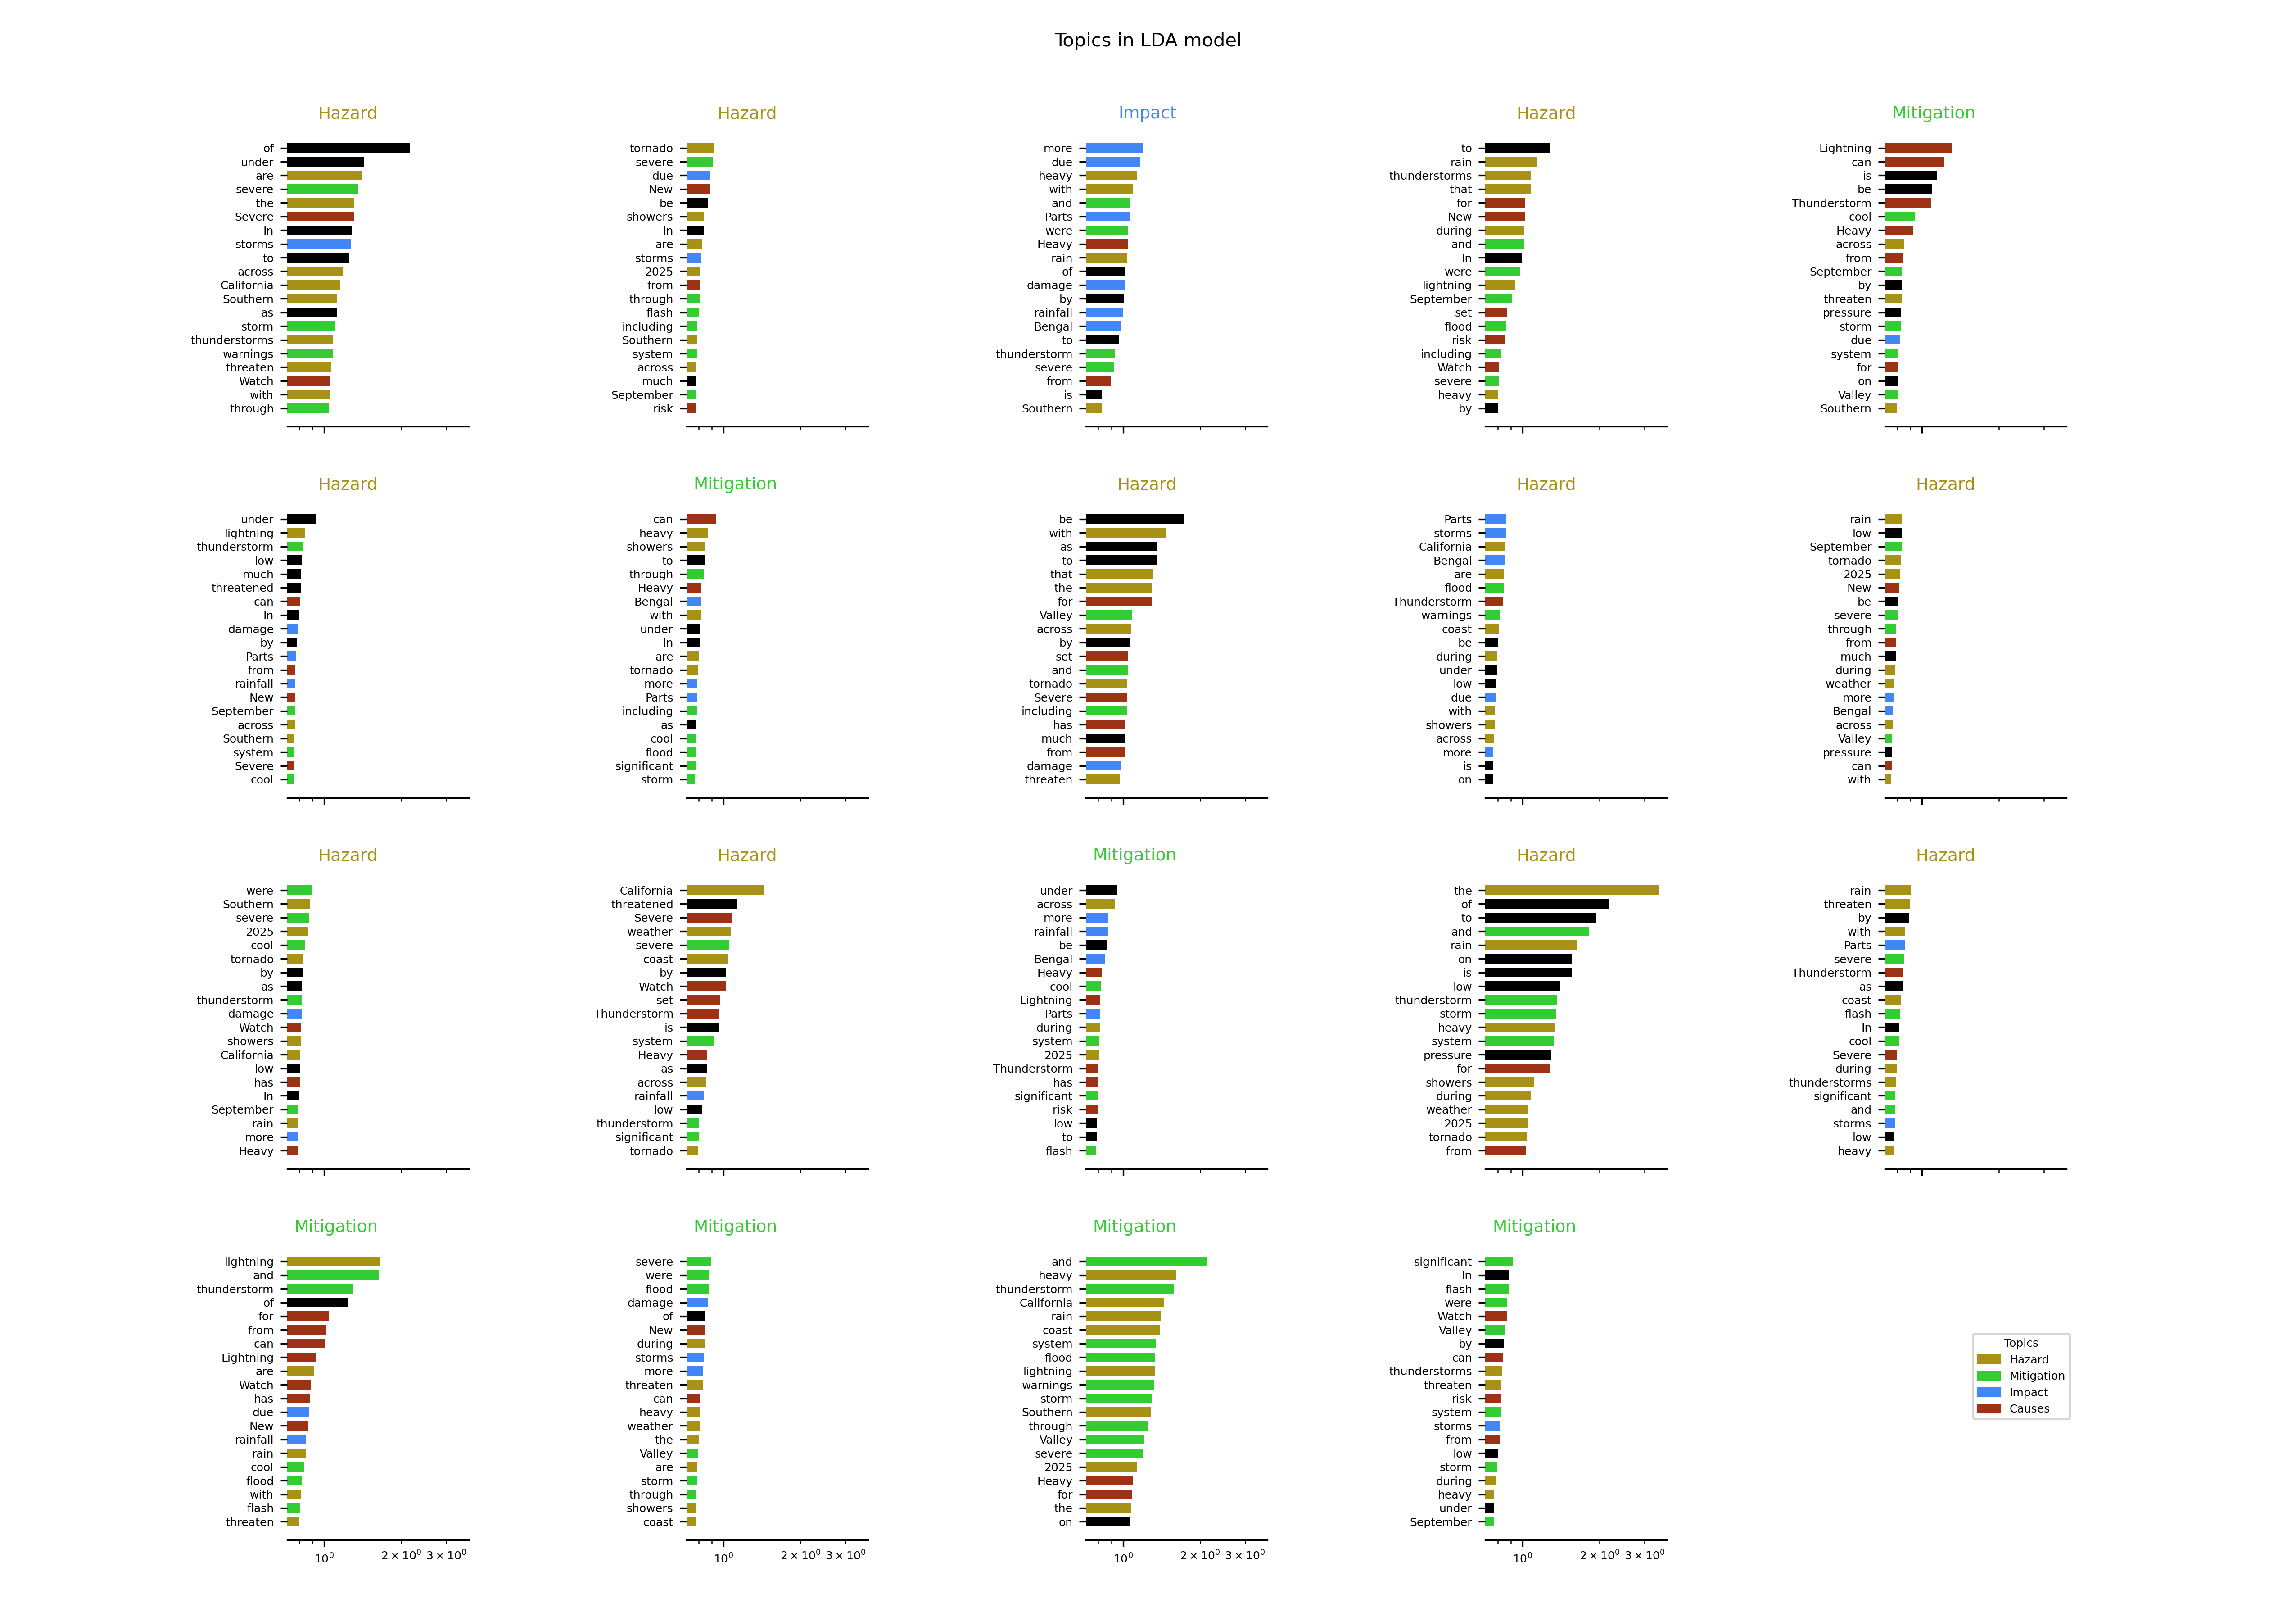 Topics in LDA model
Hazard
of
under
are
severe
the
Severe
In
storms
to
across
California
Southern
as
storm
thunderstorms
warnings
threaten
Watch
with
through
Hazard
tornado
severe
due
New
be
showers
In
are
storms
2025
from
through
flash
including
Southern
system
across
much
September
risk
Impact
more
due
heavy
with
and
Parts
were
Heavy
rain
of
damage
by
rainfall
Bengal
to
thunderstorm
severe
from
is
Southern
Hazard
to
rain
thunderstorms
that
for
New
during
and
In
were
lightning
September
set
flood
risk
including
Watch
severe
heavy
by
Mitigation
Lightning
can
is
be
Thunderstorm
cool
Heavy
across
from
September
by
threaten
pressure
storm
due
system
for
on
Valley
Southern
Hazard
under
lightning
thunderstorm
low
much
threatened
can
In
damage
by
Parts
from
rainfall
New
September
across
Southern
system
Severe
cool
Mitigation
can
heavy
showers
to
through
Heavy
Bengal
with
under
In
are
tornado
more
Parts
including
as
cool
flood
significant
storm
Hazard
be
with
as
to
that
the
for
Valley
across
by
set
and
tornado
Severe
including
has
much
from
damage
threaten
Hazard
Parts
storms
California
Bengal
are
flood
Thunderstorm
warnings
coast
be
during
under
low
due
with
showers
across
more
is
on
Hazard
rain
low
September
tornado
2025
New
be
severe
through
from
much
during
weather
more
Bengal
across
Valley
pressure
can
with
Hazard
were
Southern
severe
2025
cool
tornado
by
as
thunderstorm
damage
Watch
showers
California
low
has
In
September
rain
more
Heavy
Hazard
California
threatened
Severe
weather
severe
coast
by
Watch
set
Thunderstorm
is
system
Heavy
as
across
rainfall
low
thunderstorm
significant
tornado
Mitigation
under
across
more
rainfall
be
Bengal
Heavy
cool
Lightning
Parts
during
system
2025
Thunderstorm
has
significant
risk
low
to
flash
Hazard
the
of
to
and
rain
on
is
low
thunderstorm
storm
heavy
system
pressure
for
showers
during
weather
2025
tornado
from
Hazard
rain
threaten
by
with
Parts
severe
Thunderstorm
as
coast
flash
In
cool
Severe
during
thunderstorms
significant
and
storms
low
heavy
Mitigation
lightning
and
thunderstorm
of
for
from
can
Lightning
are
Watch
has
due
New
rainfall
rain
cool
flood
with
flash
threaten
10⁰ 2 × 10⁰ 3 × 10⁰
Mitigation
severe
were
flood
damage
of
New
during
storms
more
threaten
can
heavy
weather
the
Valley
are
storm
through
showers
coast
10⁰ 2 × 10⁰ 3 × 10⁰
Mitigation
and
heavy
thunderstorm
California
rain
coast
system
flood
lightning
warnings
storm
Southern
through
Valley
severe
2025
Heavy
for
the
on
10⁰ 2 × 10⁰ 3 × 10⁰
Mitigation
significant
In
flash
were
Watch
Valley
by
can
thunderstorms
threaten
risk
system
storms
from
low
storm
during
heavy
under
September
10⁰ 2 × 10⁰ 3 × 10⁰
Topics
Hazard
Mitigation
Impact
Causes